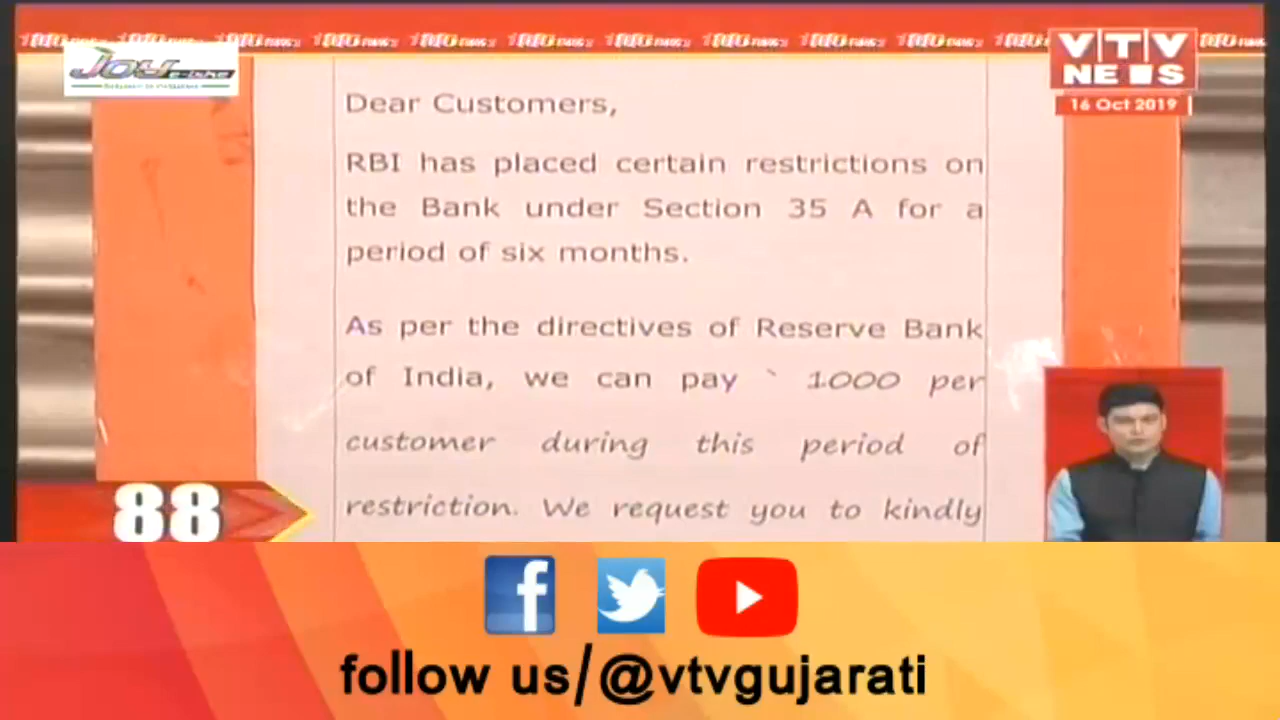 JOY e-bike
VTV
NEWS
16 Oct 2019
Dear Customers,
RBI has placed certain restrictions on
the Bank under Section 35 A for a
period of six months.
As per the directives of Reserve Bank
of India, we can pay ` 1000 per
customer during this period of
restriction. We request you to kindly
88
follow us/@vtvgujarati